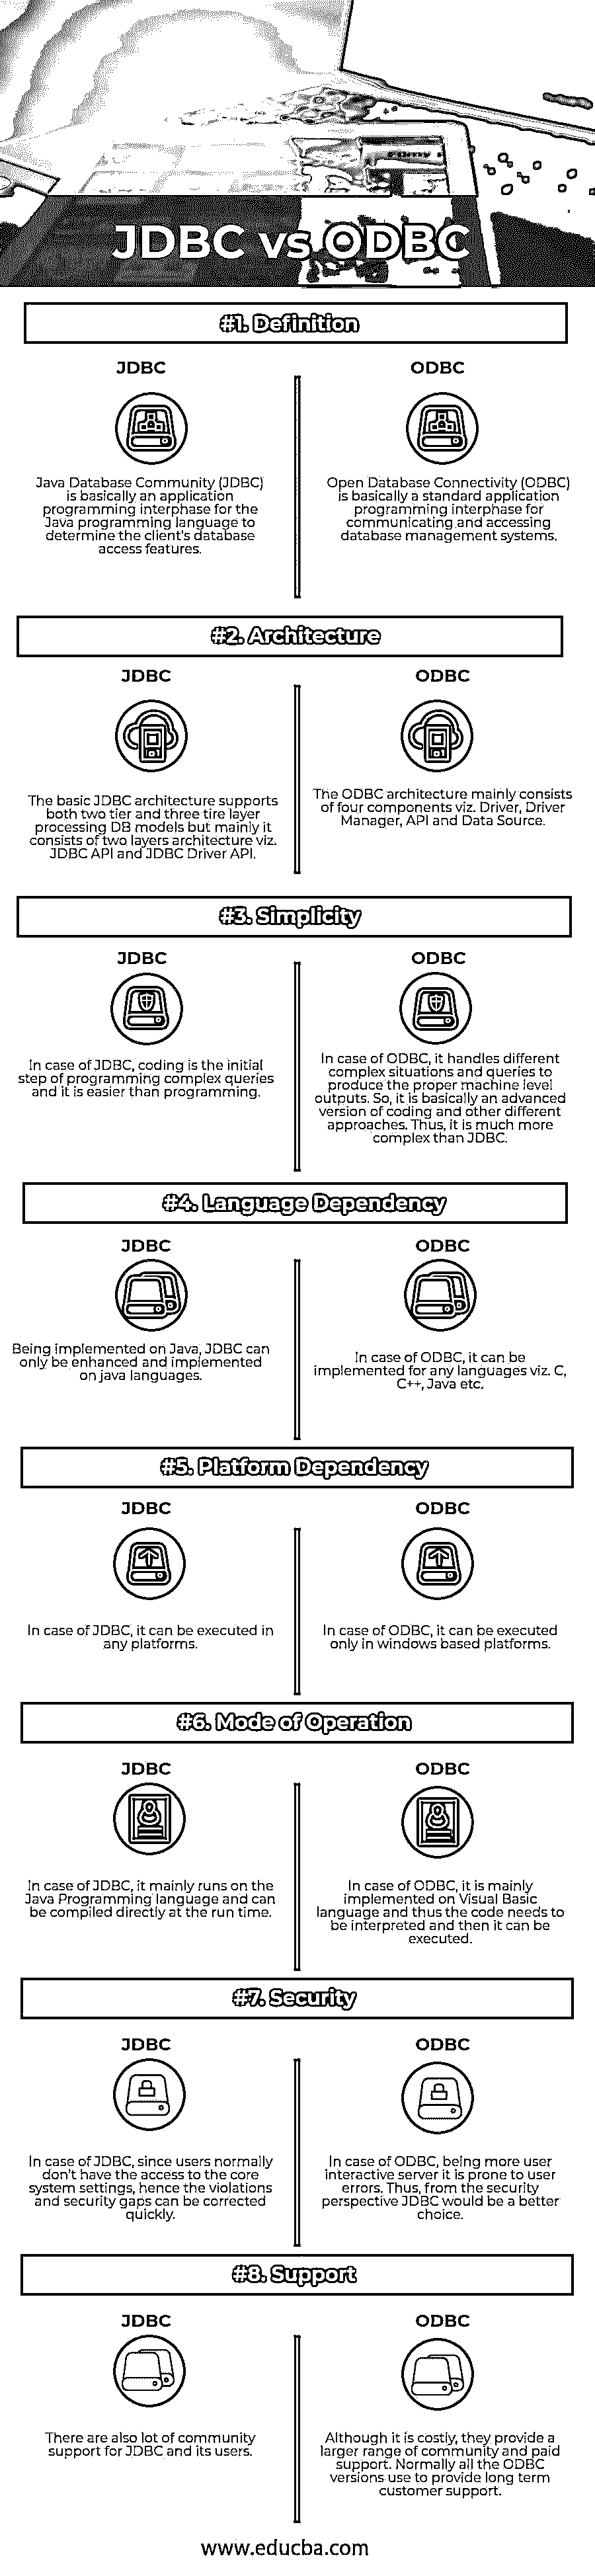 JDBC vs ODBC
#1. Definition
JDBC
Java Database Community (JDBC)
is basically an application
programming interphase for the
Java programming language to
determine the client's database
access features.
ODBC
Open Database Connectivity (ODBC)
is basically a standard application
programming interphase for
communicating and accessing
database management systems.
#2. Architecture
JDBC
The basic JDBC architecture supports
both two tier and three tire layer
processing DB models but mainly it
consists of two layers architecture viz.
JDBC API and JDBC Driver API.
ODBC
The ODBC architecture mainly consists
of four components viz. Driver, Driver
Manager, API and Data Source.
#3. Simplicity
JDBC
In case of JDBC, coding is the initial
step of programming complex queries
and it is easier than programming.
ODBC
In case of ODBC, it handles different
complex situations and queries to
produce the proper machine level
outputs. So, it is basically an advanced
version of coding and other different
approaches. Thus, it is much more
complex than JDBC.
#4. Language Dependency
JDBC
Being implemented on Java, JDBC can
only be enhanced and implemented
on java languages.
ODBC
In case of ODBC, it can be
implemented for any languages viz. C,
C++, Java etc.
#5. Platform Dependency
JDBC
In case of JDBC, it can be executed in
any platforms.
ODBC
In case of ODBC, it can be executed
only in windows based platforms.
#6. Mode of Operation
JDBC
In case of JDBC, it mainly runs on the
Java Programming language and can
be compiled directly at the run time.
ODBC
In case of ODBC, it is mainly
implemented on Visual Basic
language and thus the code needs to
be interpreted and then it can be
executed.
#7. Security
JDBC
In case of JDBC, since users normally
don't have the access to the core
system settings, hence the violations
and security gaps can be corrected
quickly.
ODBC
In case of ODBC, being more user
interactive server it is prone to user
errors. Thus, from the security
perspective JDBC would be a better
choice.
#8. Support
JDBC
There are also lot of community
support for JDBC and its users.
ODBC
Although it is costly, they provide a
larger range of community and paid
support. Normally all the ODBC
versions use to provide long term
customer support.
www.educba.com